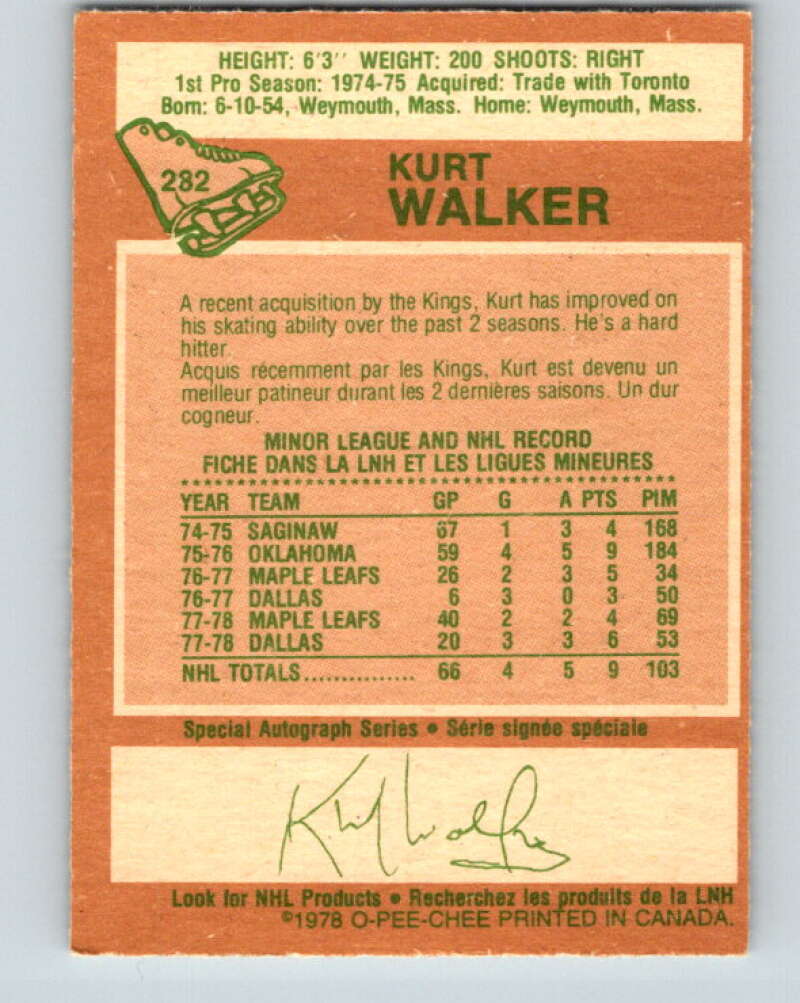 HEIGHT: 6'3'' WEIGHT: 200 SHOOTS: RIGHT
1st Pro Season: 1974-75 Acquired: Trade with Toronto
Born: 6-10-54, Weymouth, Mass. Home: Weymouth, Mass.
282
KURT
WALKER
A recent acquisition by the Kings, Kurt has improved on
his skating ability over the past 2 seasons. He's a hard
hitter.
Acquis récemment par les Kings, Kurt est devenu un
meilleur patineur durant les 2 dernières saisons. Un dur
cogneur.
MINOR LEAGUE AND NHL RECORD
FICHE DANS LA LNH ET LES LIGUES MINEURES
YEAR TEAM GP G A PTS PIM
74-75 SAGINAW 67 1 3 4 168
75-76 OKLAHOMA 59 4 5 9 184
76-77 MAPLE LEAFS 26 2 3 5 34
76-77 DALLAS 6 3 0 3 50
77-78 MAPLE LEAFS 40 2 2 4 69
77-78 DALLAS 20 3 3 6 53
NHL TOTALS............... 66 4 5 9 103
Special Autograph Series • Série signée spéciale
Kurt Walker
Look for NHL Products • Recherchez les produits de la LNH
©1978 O-PEE-CHEE PRINTED IN CANADA.